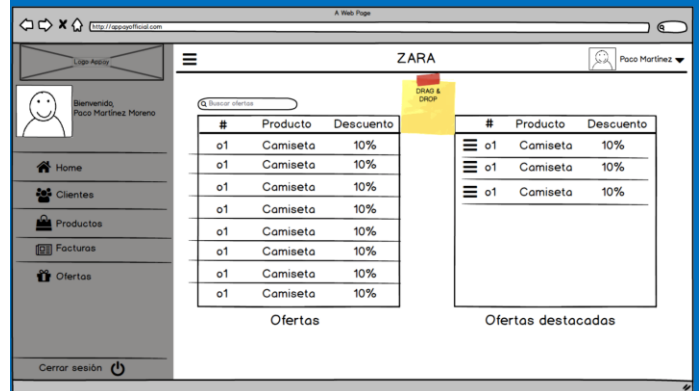 A Web Page
http://appayofficial.com
Logo Appay
ZARA
Paco Martínez
Bienvenido,
Paco Martínez Moreno
DRAG &
DROP
Buscar ofertas
# Producto Descuento
o1 Camiseta 10%
o1 Camiseta 10%
o1 Camiseta 10%
o1 Camiseta 10%
o1 Camiseta 10%
o1 Camiseta 10%
o1 Camiseta 10%
o1 Camiseta 10%
Ofertas
# Producto Descuento
o1 Camiseta 10%
o1 Camiseta 10%
o1 Camiseta 10%
Ofertas destacadas
Home
Clientes
Productos
Facturas
Ofertas
Cerrar sesión